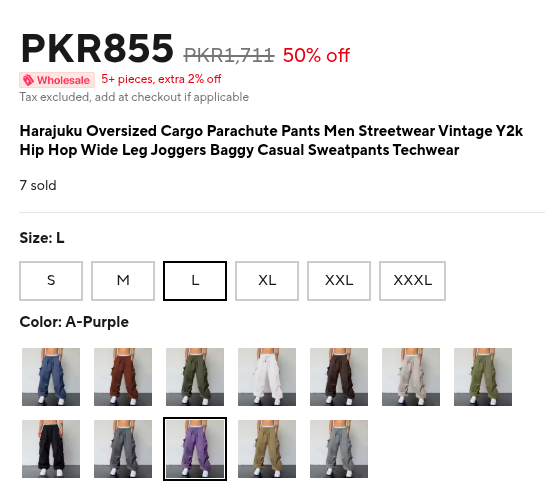 PKR855 PKR1,711 50% off
Wholesale 5+ pieces, extra 2% off
Tax excluded, add at checkout if applicable
Harajuku Oversized Cargo Parachute Pants Men Streetwear Vintage Y2k
Hip Hop Wide Leg Joggers Baggy Casual Sweatpants Techwear
7 sold
Size: L
S M L XL XXL XXXL
Color: A-Purple